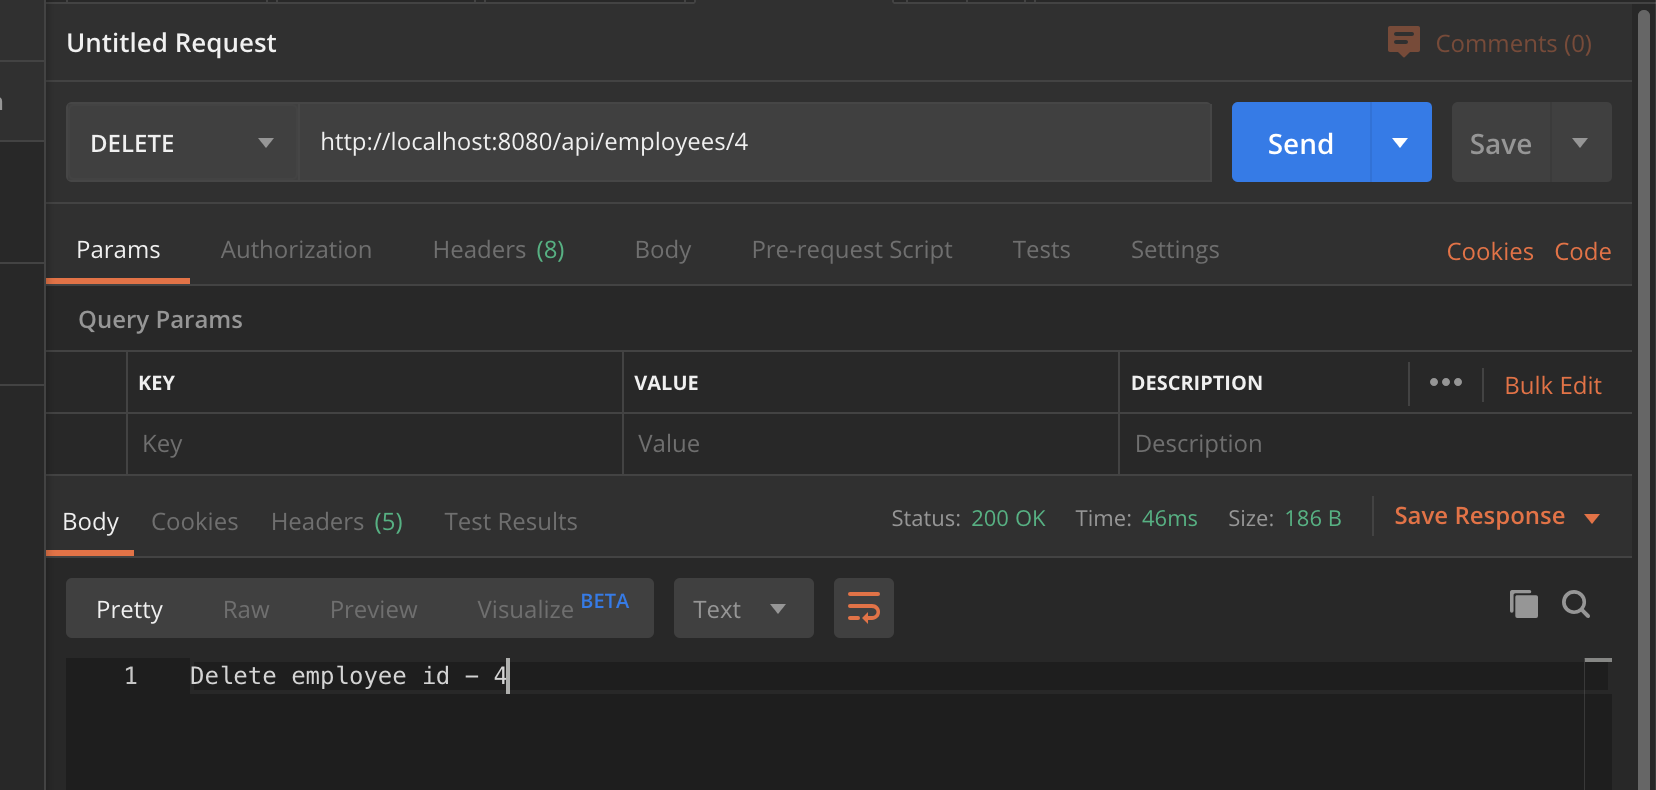 Untitled Request
Comments (0)
DELETE http://localhost:8080/api/employees/4 Send Save
Params Authorization Headers (8) Body Pre-request Script Tests Settings Cookies Code
Query Params
KEY VALUE DESCRIPTION ••• Bulk Edit
Key Value Description
Body Cookies Headers (5) Test Results Status: 200 OK Time: 46ms Size: 186 B Save Response
Pretty Raw Preview Visualize BETA Text
1 Delete employee id - 4